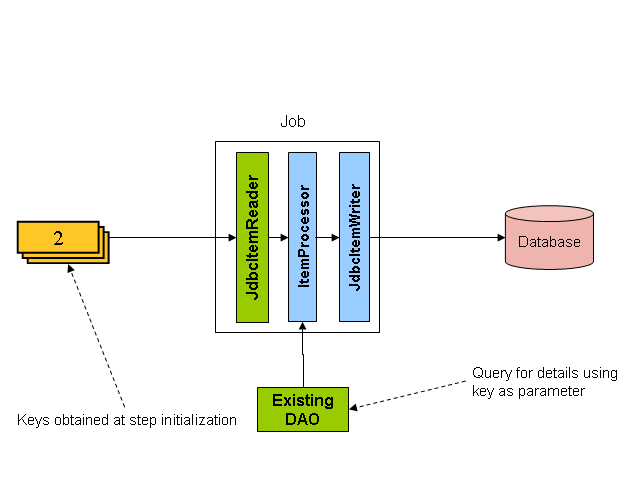 Job
JdbcItemReader
ItemProcessor
JdbcItemWriter
2
Database
Existing
DAO
Query for details using
key as parameter
Keys obtained at step initialization